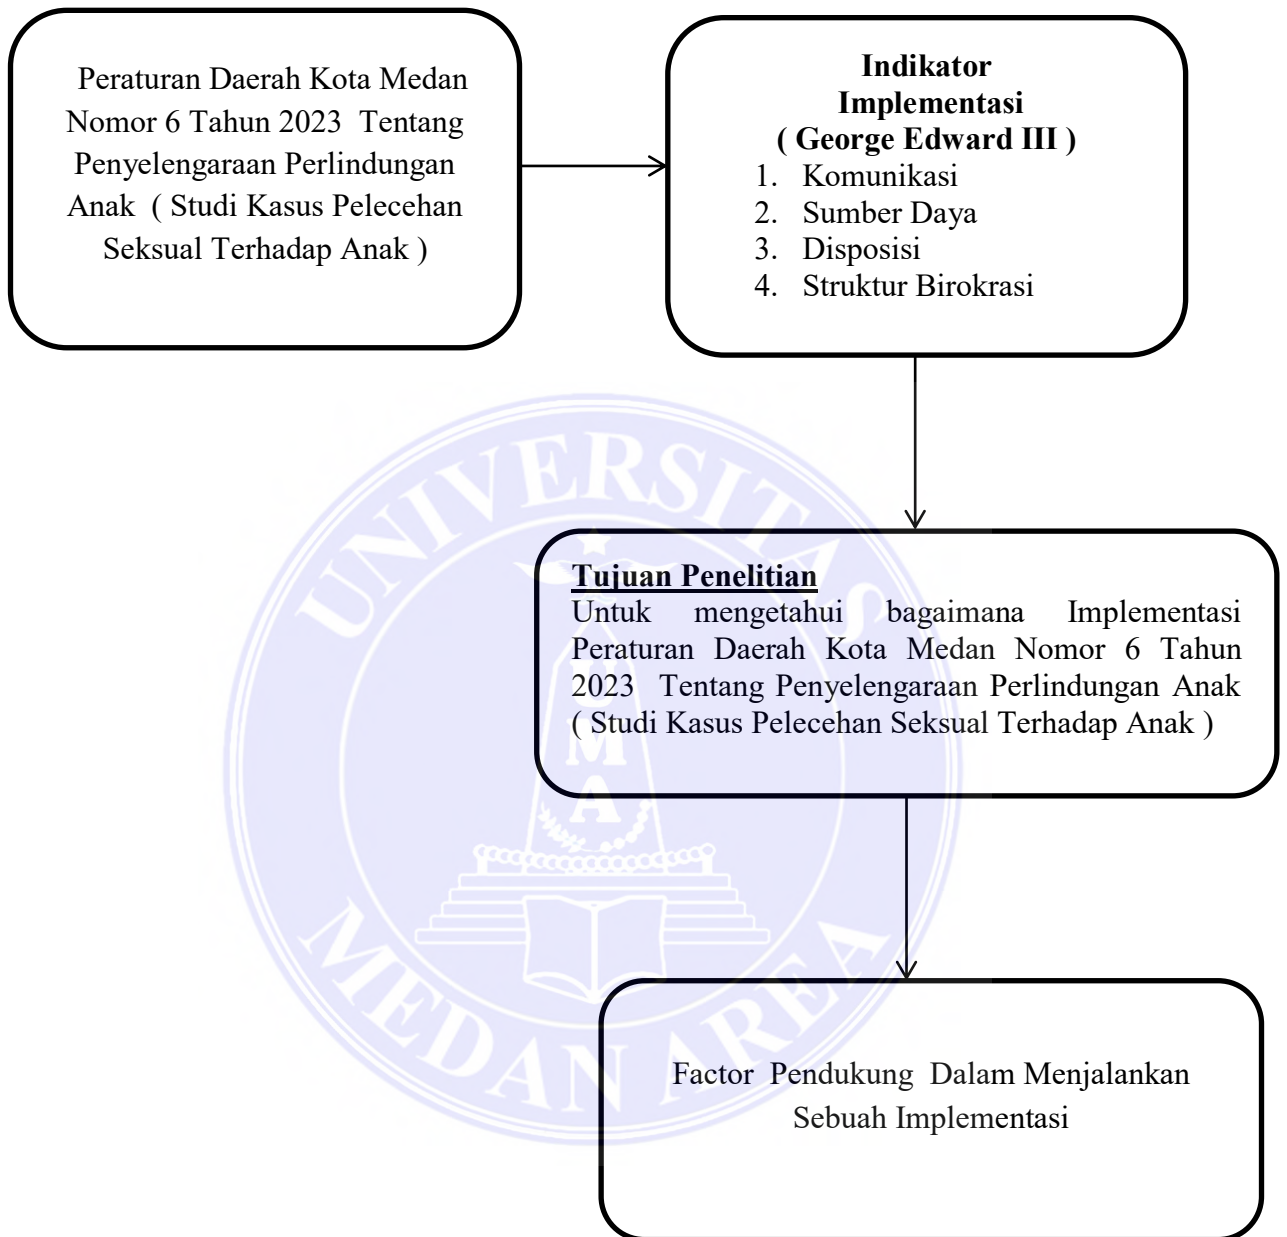 Peraturan Daerah Kota Medan
Nomor 6 Tahun 2023 Tentang
Penyelengaraan Perlindungan
Anak ( Studi Kasus Pelecehan
Seksual Terhadap Anak )
Indikator
Implementasi
( George Edward III )
1. Komunikasi
2. Sumber Daya
3. Disposisi
4. Struktur Birokrasi
Tujuan Penelitian
Untuk mengetahui bagaimana Implementasi
Peraturan Daerah Kota Medan Nomor 6 Tahun
2023 Tentang Penyelengaraan Perlindungan Anak
( Studi Kasus Pelecehan Seksual Terhadap Anak )
Factor Pendukung Dalam Menjalankan
Sebuah Implementasi
UNIVERSITAS
U
M
A
MEDAN AREA